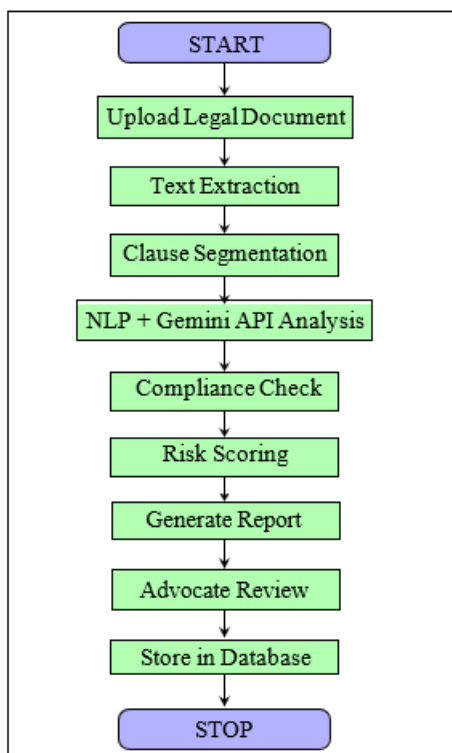 START
Upload Legal Document
Text Extraction
Clause Segmentation
NLP + Gemini API Analysis
Compliance Check
Risk Scoring
Generate Report
Advocate Review
Store in Database
STOP